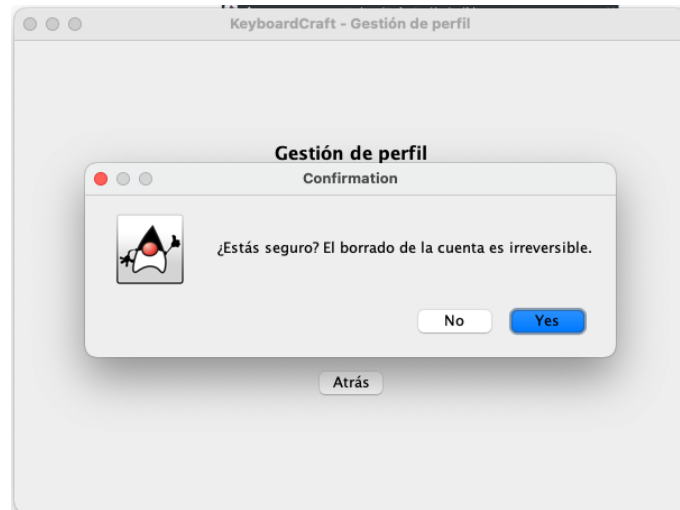 KeyboardCraft - Gestión de perfil
Gestión de perfil
Confirmation
¿Estás seguro? El borrado de la cuenta es irreversible.
No Yes
Atrás